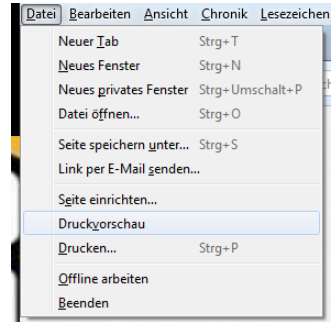 Datei Bearbeiten Ansicht Chronik Lesezeichen
Neuer Tab Strg+T
Neues Fenster Strg+N
Neues privates Fenster Strg+Umschalt+P
Datei öffnen... Strg+O
Seite speichern unter... Strg+S
Link per E-Mail senden...
Seite einrichten...
Druckvorschau
Drucken... Strg+P
Offline arbeiten
Beenden